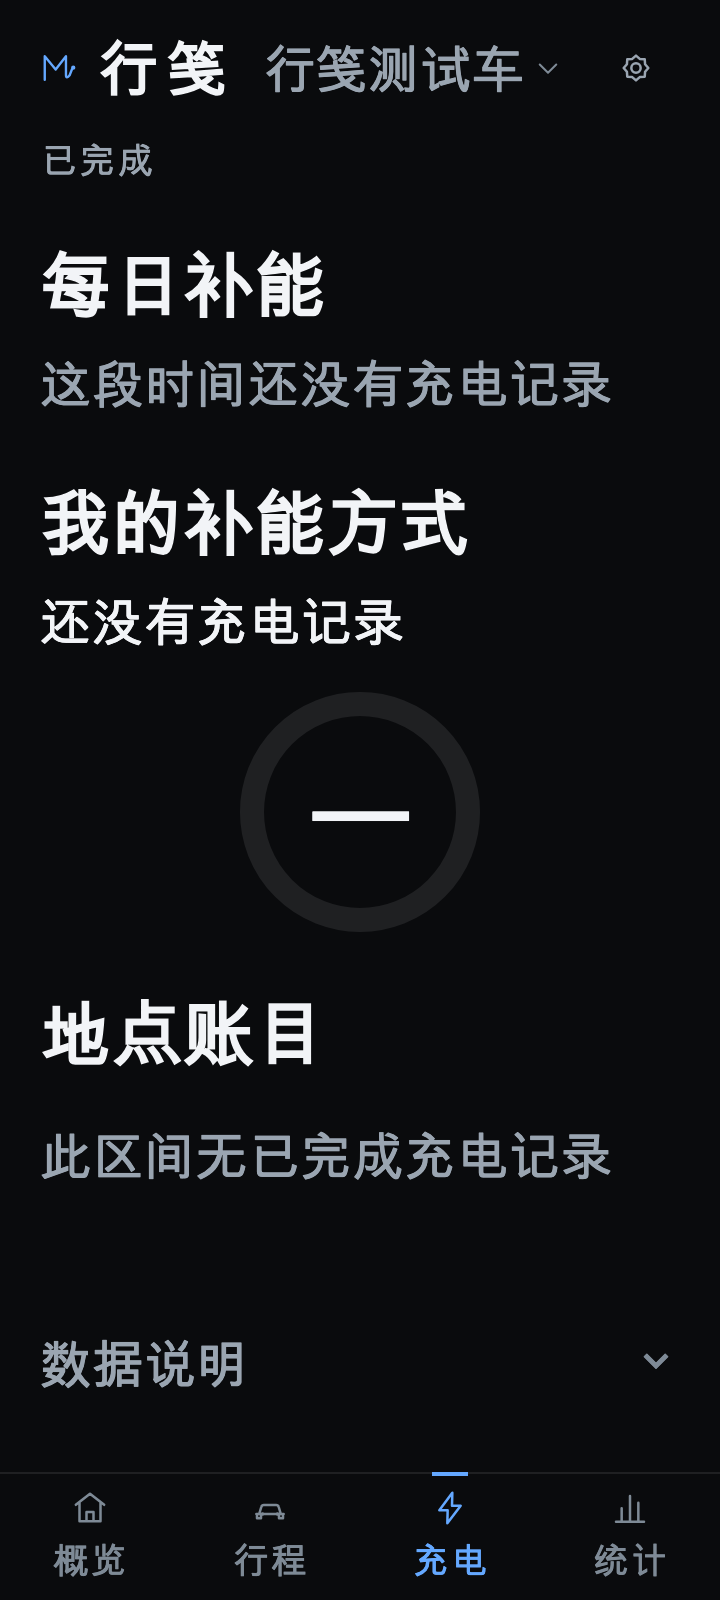 行笺 行笺测试车
已完成
每日补能
这段时间还没有充电记录
我的补能方式
还没有充电记录
—
地点账目
此区间无已完成充电记录
数据说明
概览 行程 充电 统计